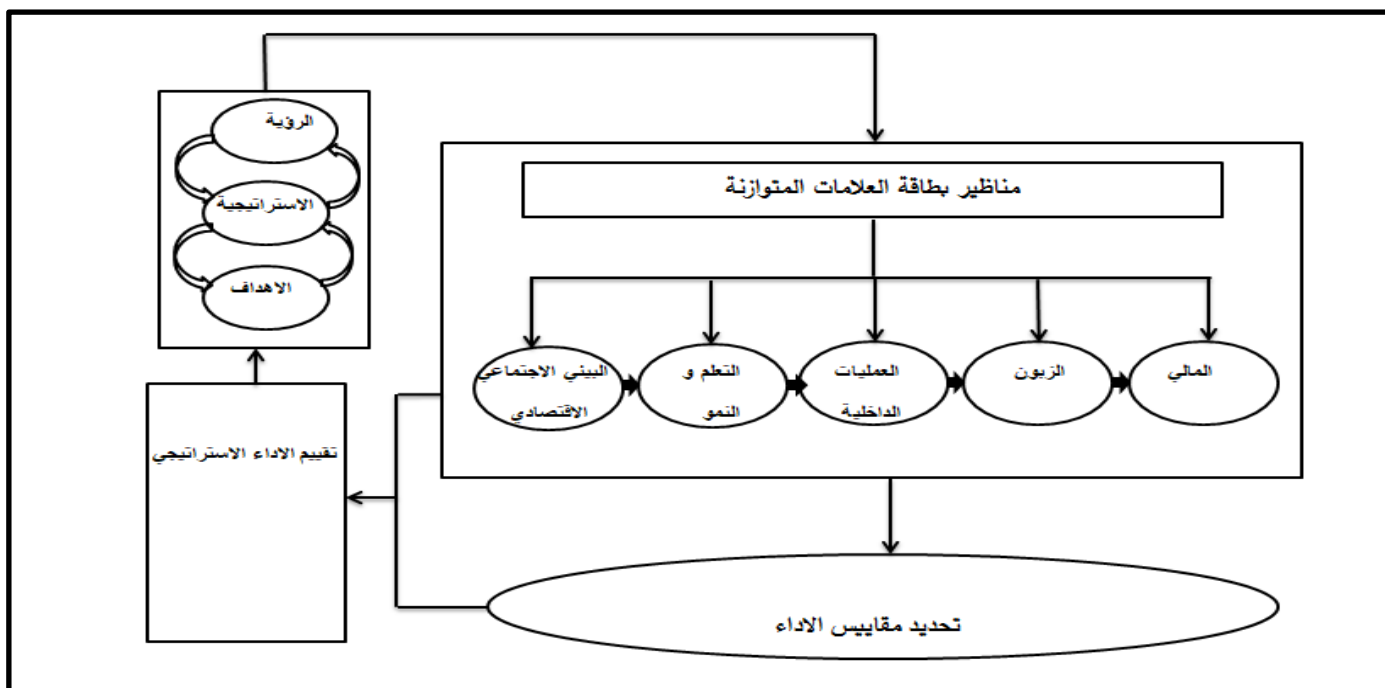 الرؤية
الاستراتيجية
الاهداف
مناظير بطاقة العلامات المتوازنة
المالي
الزبون
العمليات
الداخلية
التعلم و
النمو
البيئي الاجتماعي
الاقتصادي
تقييم الاداء الاستراتيجي
تحديد مقاييس الاداء